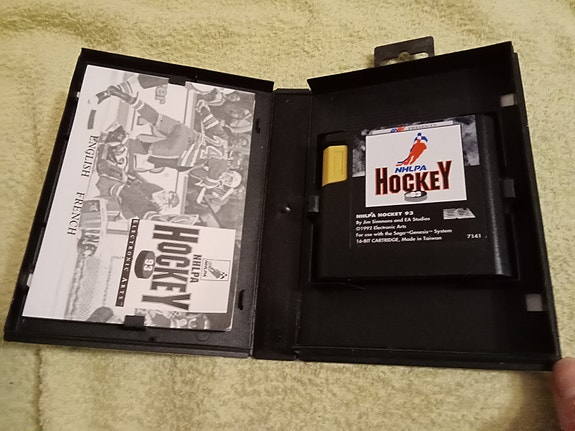 ENGLISH FRENCH
NHLPA
HOCKEY
93
ELECTRONIC ARTS™
NHLPA
HOCKEY
NHLPA HOCKEY 93
By Jim Simmons and EA Studios
©1992 Electronic Arts
For use with the Sega™ Genesis™ System
16-BIT CARTRIDGE, Made in Taiwan
7141